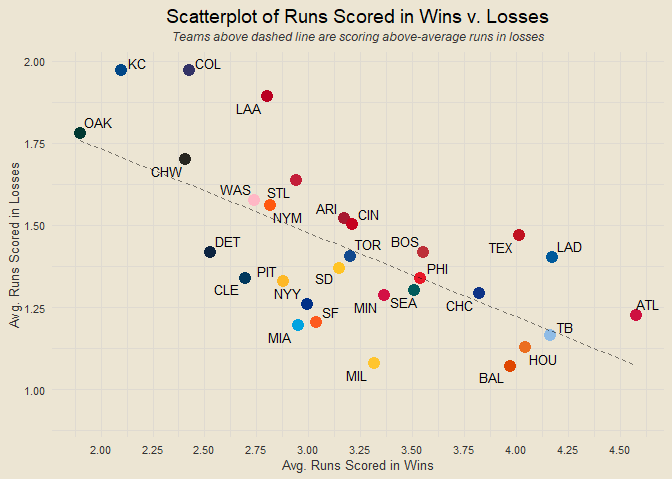 Scatterplot of Runs Scored in Wins v. Losses
Teams above dashed line are scoring above-average runs in losses
2.00
KC
COL
LAA
OAK
1.75
CHW
WAS
STL
NYM
ARI
CIN
1.50
DET
TOR
BOS
TEX
LAD
CLE
PIT
SD
PHI
NYY
MIN
SEA
CHC
ATL
1.25
MIA
SF
TB
HOU
MIL
BAL
1.00
Avg. Runs Scored in Losses
2.00 2.25 2.50 2.75 3.00 3.25 3.50 3.75 4.00 4.25 4.50
Avg. Runs Scored in Wins